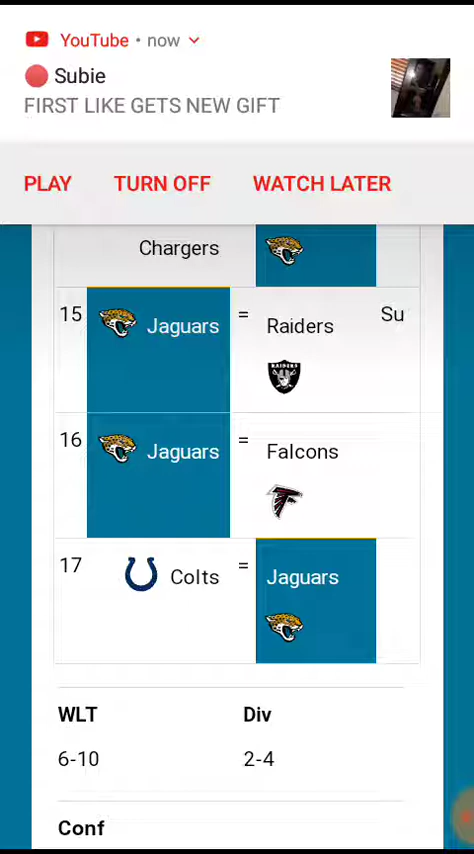 YouTube • now
Subie
FIRST LIKE GETS NEW GIFT
PLAY TURN OFF WATCH LATER
Chargers
15 Jaguars = Raiders Su
RAIDERS
16 Jaguars = Falcons
17 Colts = Jaguars
WLT Div
6-10 2-4
Conf